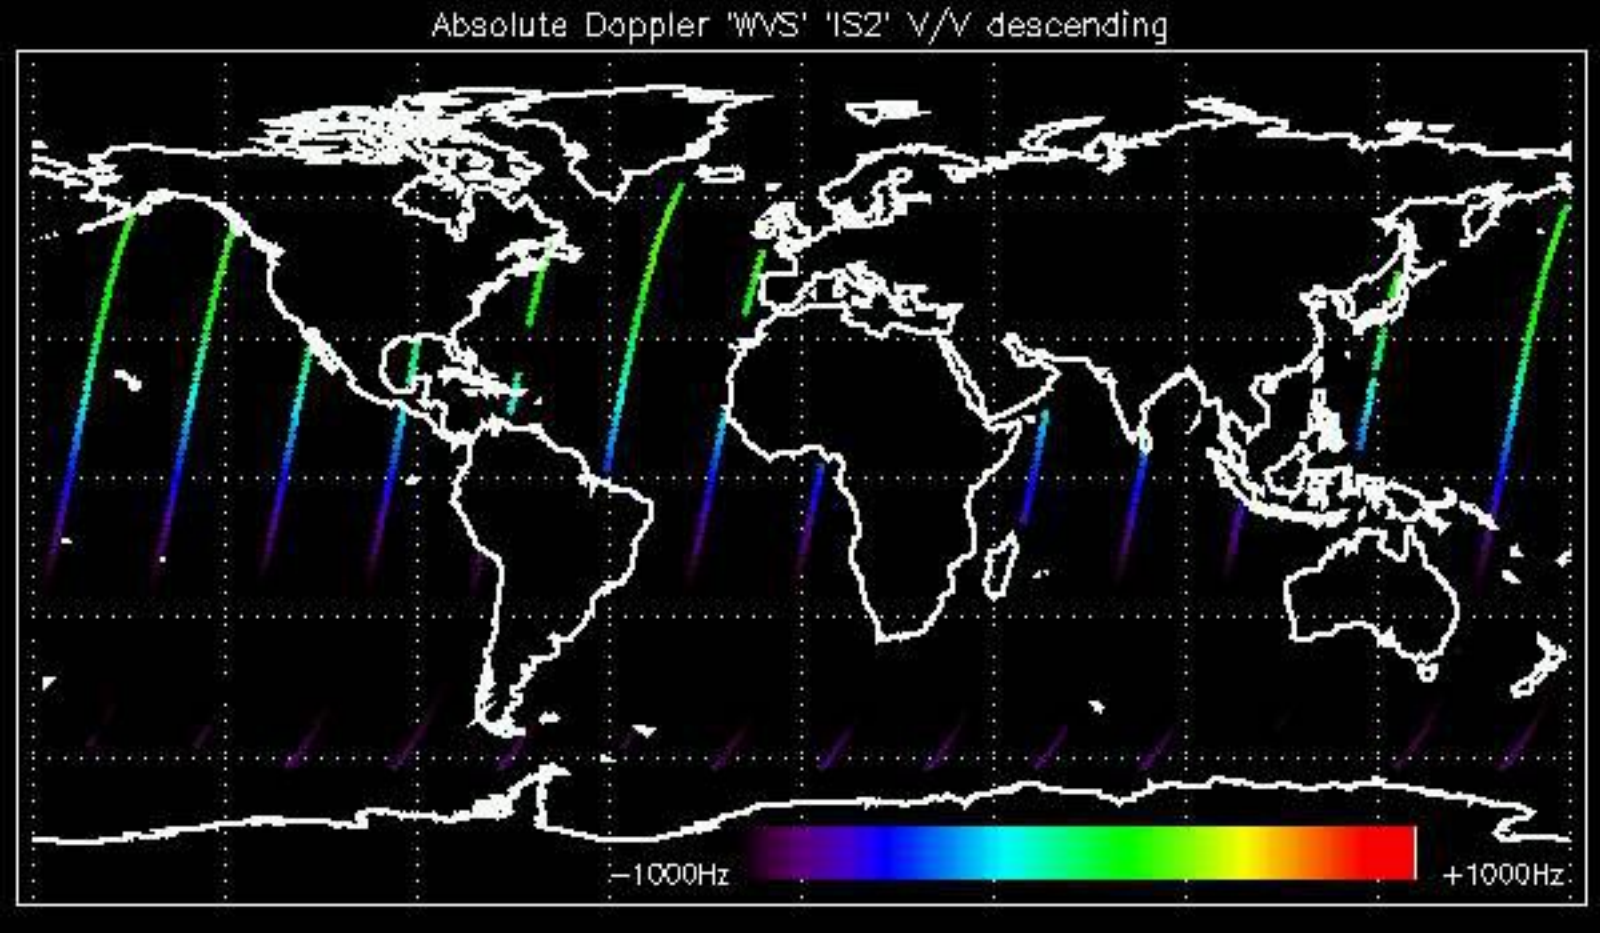 Absolute Doppler 'WVS' 'IS2' V/V descending
−1000Hz
+1000Hz